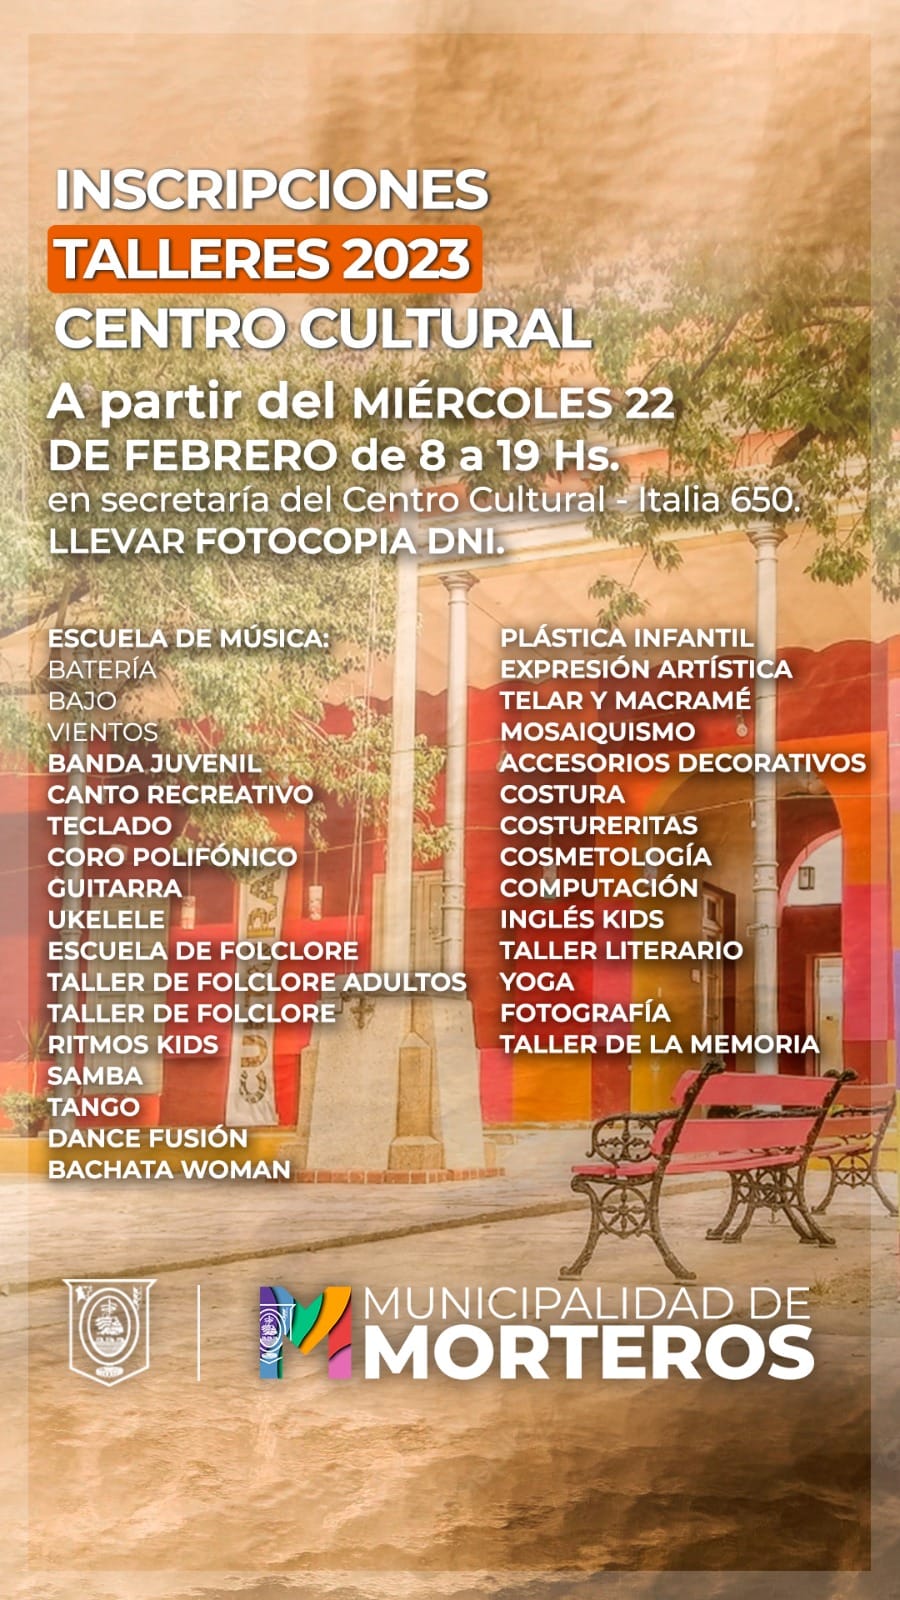 INSCRIPCIONES
TALLERES 2023
CENTRO CULTURAL
A partir del MIÉRCOLES 22
DE FEBRERO de 8 a 19 Hs.
en secretaría del Centro Cultural - Italia 650.
LLEVAR FOTOCOPIA DNI.
ESCUELA DE MÚSICA:
BATERÍA
BAJO
VIENTOS
BANDA JUVENIL
CANTO RECREATIVO
TECLADO
CORO POLIFÓNICO
GUITARRA
UKELELE
ESCUELA DE FOLCLORE
TALLER DE FOLCLORE ADULTOS
TALLER DE FOLCLORE
RITMOS KIDS
SAMBA
TANGO
DANCE FUSIÓN
BACHATA WOMAN
PLÁSTICA INFANTIL
EXPRESIÓN ARTÍSTICA
TELAR Y MACRAMÉ
MOSAIQUISMO
ACCESORIOS DECORATIVOS
COSTURA
COSTURERITAS
COSMETOLOGÍA
COMPUTACIÓN
INGLÉS KIDS
TALLER LITERARIO
YOGA
FOTOGRAFÍA
TALLER DE LA MEMORIA
MUNICIPALIDAD DE
MORTEROS